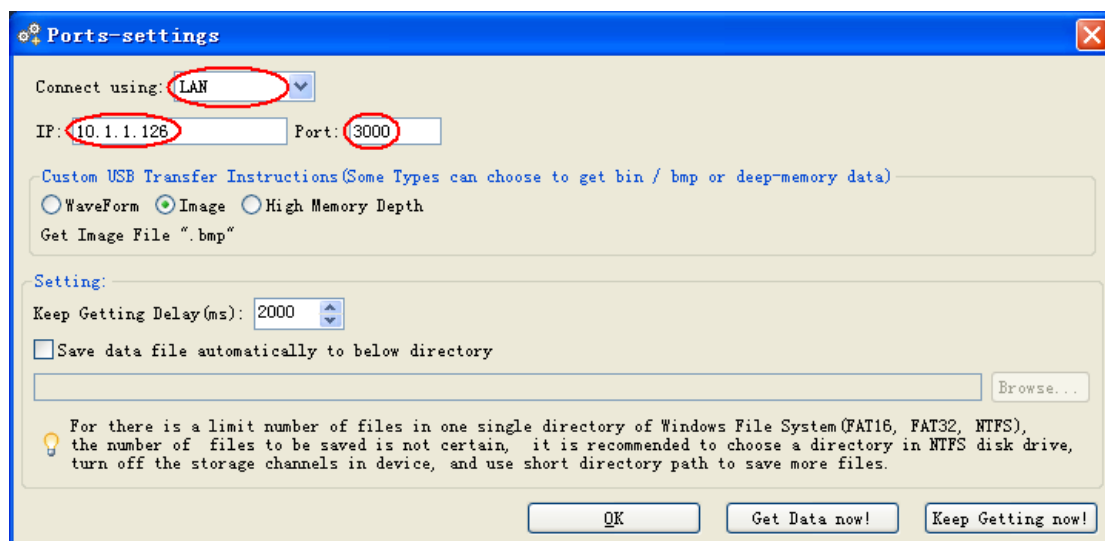 Ports-settings
Connect using: LAN
IP: 10.1.1.126 Port: 3000
Custom USB Transfer Instructions(Some Types can choose to get bin / bmp or deep-memory data)
WaveForm Image High Memory Depth
Get Image File ".bmp"
Setting:
Keep Getting Delay(ms): 2000
Save data file automatically to below directory
Browse...
For there is a limit number of files in one single directory of Windows File System(FAT16, FAT32, NTFS),
the number of files to be saved is not certain, it is recommended to choose a directory in NTFS disk drive,
turn off the storage channels in device, and use short directory path to save more files.
OK Get Data now! Keep Getting now!